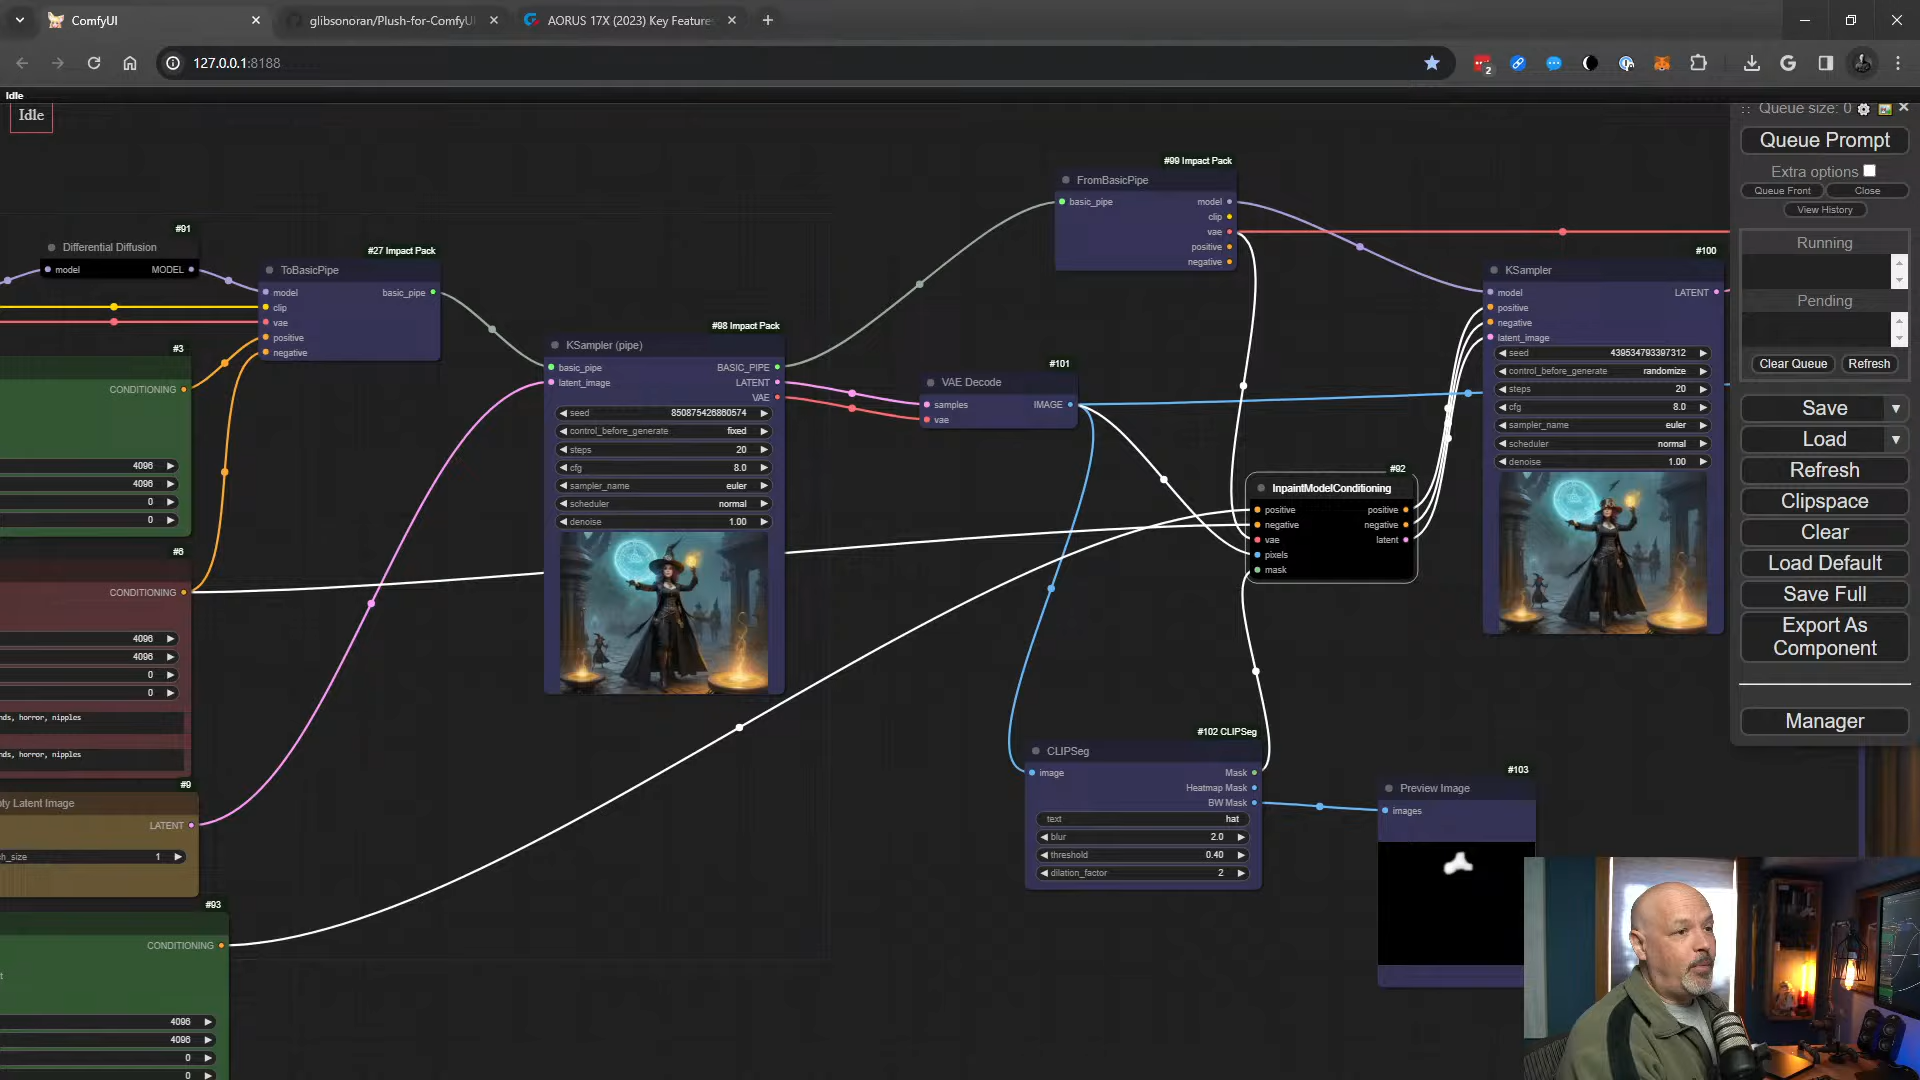 ComfyUI
glibsonoran/Plush-for-ComfyUI
AORUS 17X (2023) Key Feature
127.0.0.1:8188
2
Idle
Idle
Queue size: 0
Queue Prompt
Extra options
Queue Front
Close
View History
Running
Pending
Clear Queue
Refresh
Save
Load
Refresh
Clipspace
Clear
Load Default
Save Full
Export As
Component
Manager
#91
Differential Diffusion
model
MODEL
#27 Impact Pack
ToBasicPipe
model
basic_pipe
clip
vae
positive
negative
#3
CONDITIONING
4096
4096
0
0
#6
CONDITIONING
4096
4096
0
0
nds, horror, nipples
nds, horror, nipples
#9
pty Latent Image
LATENT
h_size
1
#93
CONDITIONING
t
4096
4096
0
0
#98 Impact Pack
KSampler (pipe)
basic_pipe
BASIC_PIPE
latent_image
LATENT
VAE
seed
850875426860574
control_before_generate
fixed
steps
20
cfg
8.0
sampler_name
euler
scheduler
normal
denoise
1.00
#101
VAE Decode
samples
IMAGE
vae
#99 Impact Pack
FromBasicPipe
basic_pipe
model
clip
vae
positive
negative
#92
InpaintModelConditioning
positive
positive
negative
negative
vae
latent
pixels
mask
#100
KSampler
model
LATENT
positive
negative
latent_image
seed
439534793397312
control_before_generate
randomize
steps
20
cfg
8.0
sampler_name
euler
scheduler
normal
denoise
1.00
#102 CLIPSeg
CLIPSeg
image
Mask
Heatmap Mask
BW Mask
text
hat
blur
2.0
threshold
0.40
dilation_factor
2
#103
Preview Image
images